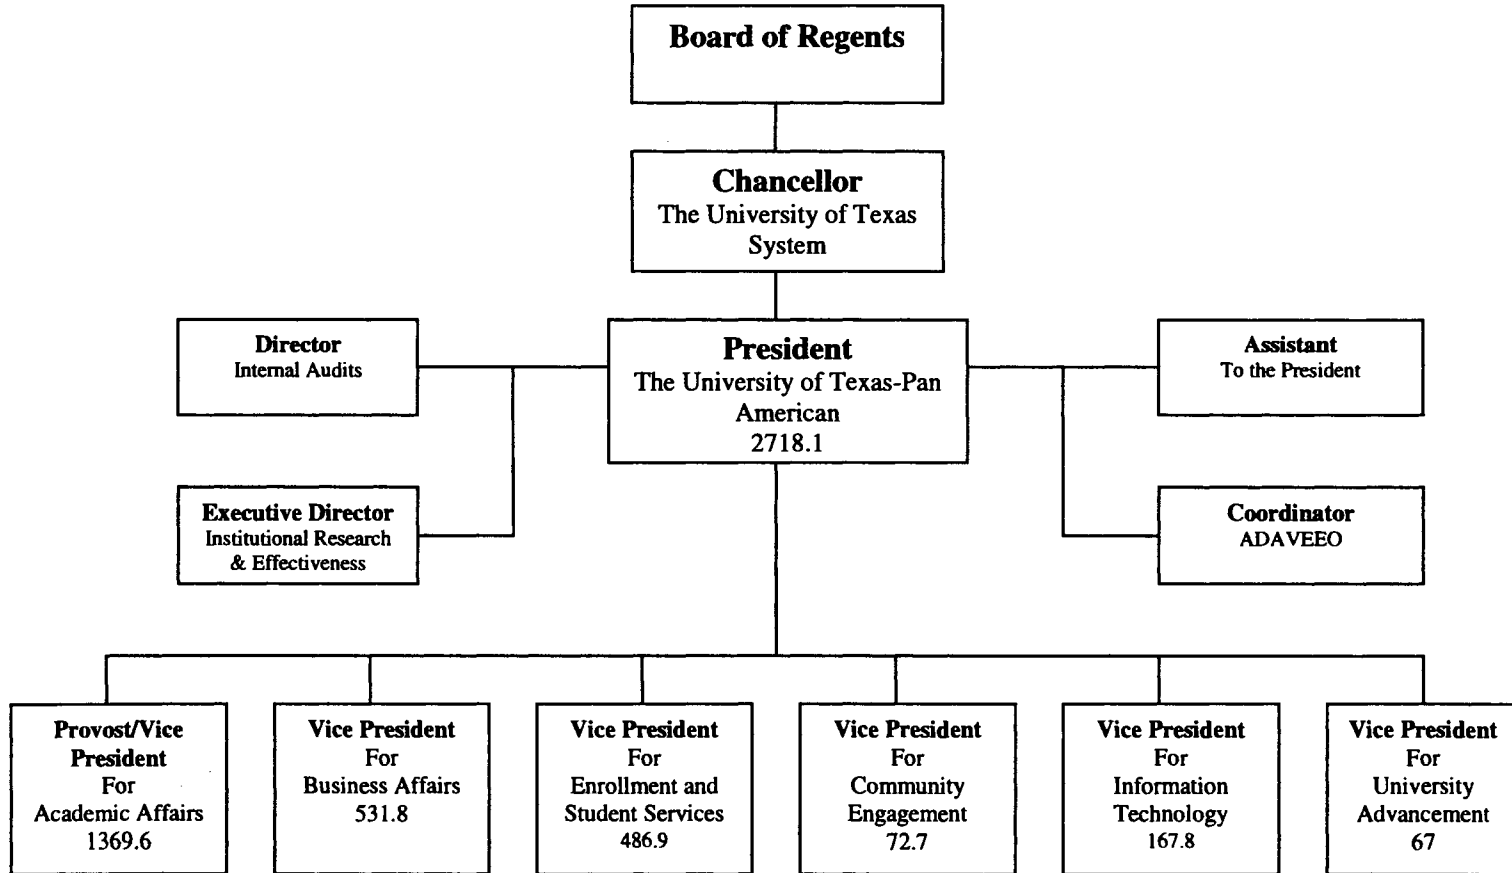 Board of Regents
Chancellor
The University of Texas
System
Director
Internal Audits
President
The University of Texas-Pan
American
2718.1
Assistant
To the President
Executive Director
Institutional Research
& Effectiveness
Coordinator
ADAVEEO
Provost/Vice
President
For
Academic Affairs
1369.6
Vice President
For
Business Affairs
531.8
Vice President
For
Enrollment and
Student Services
486.9
Vice President
For
Community
Engagement
72.7
Vice President
For
Information
Technology
167.8
Vice President
For
University
Advancement
67